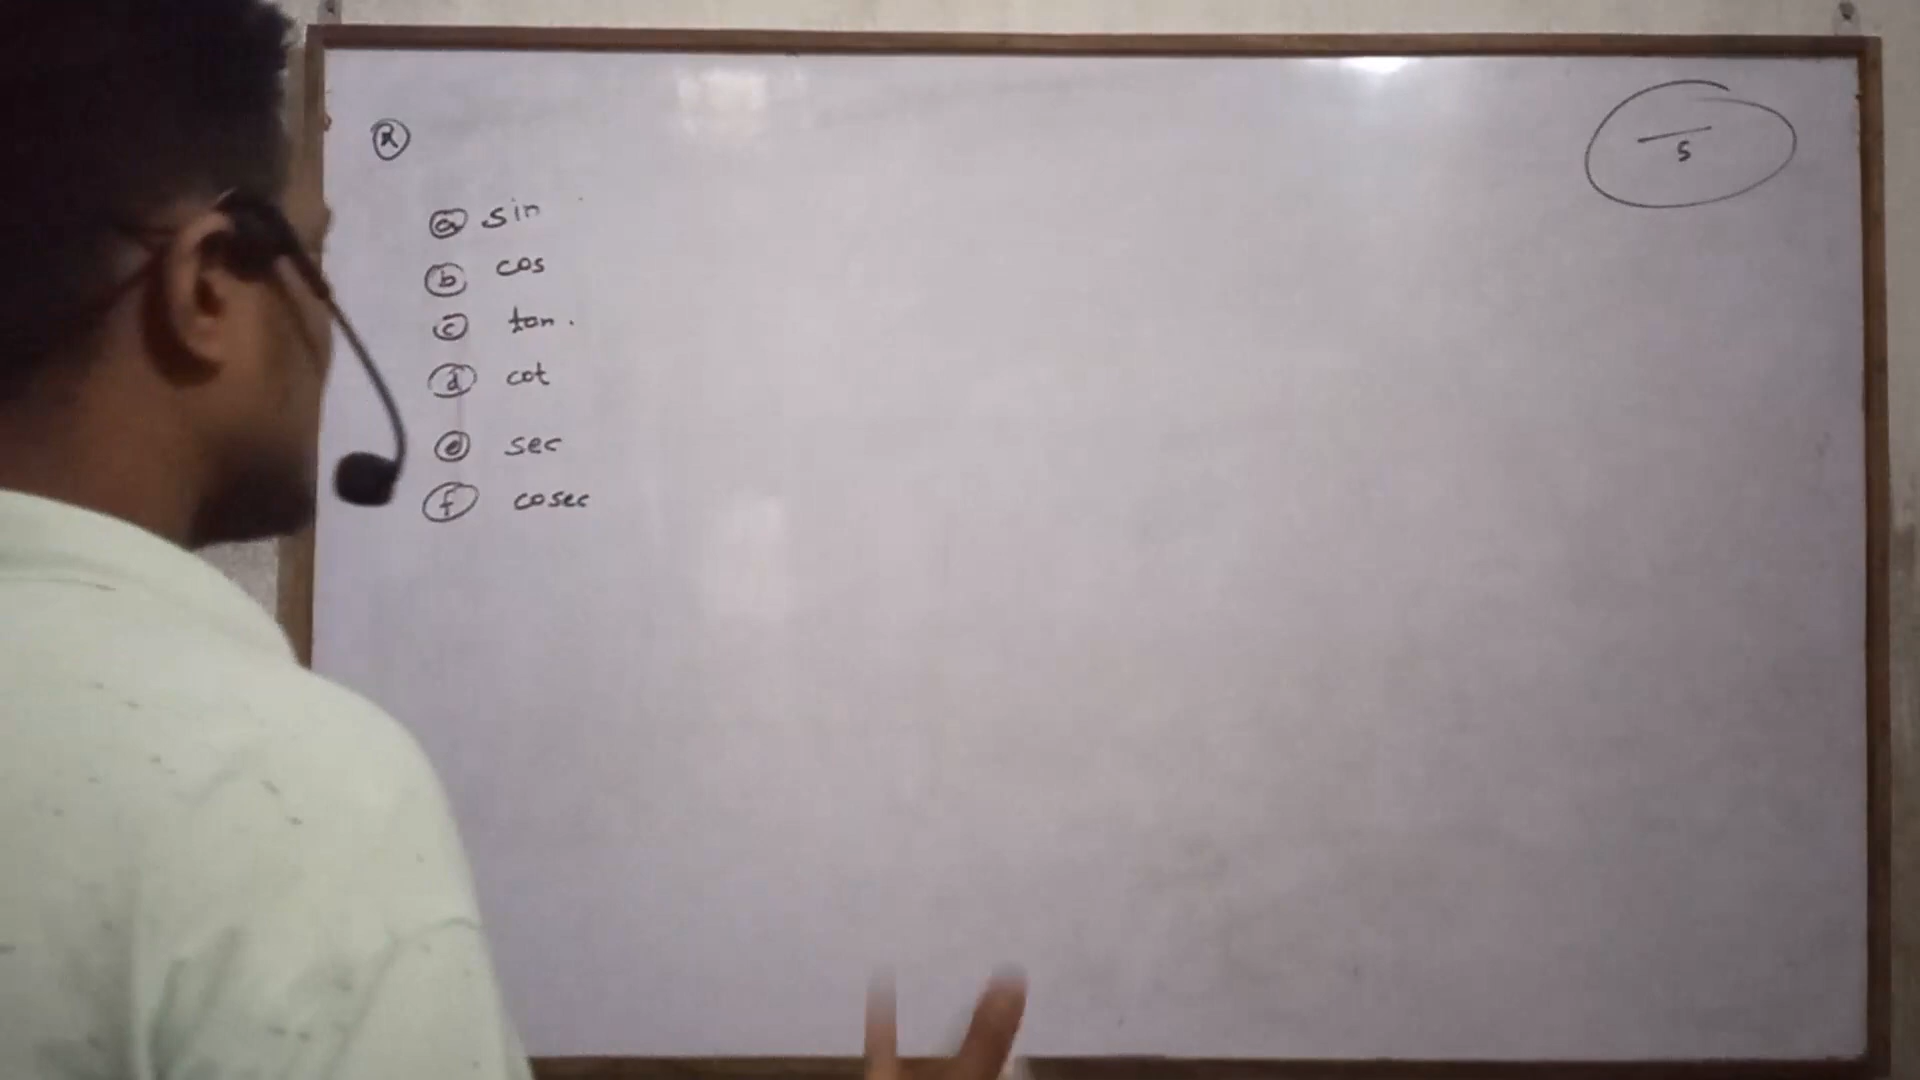 ⓐ sin
ⓑ cos
ⓒ tan.
ⓓ cot
ⓔ sec
ⓕ cosec
5